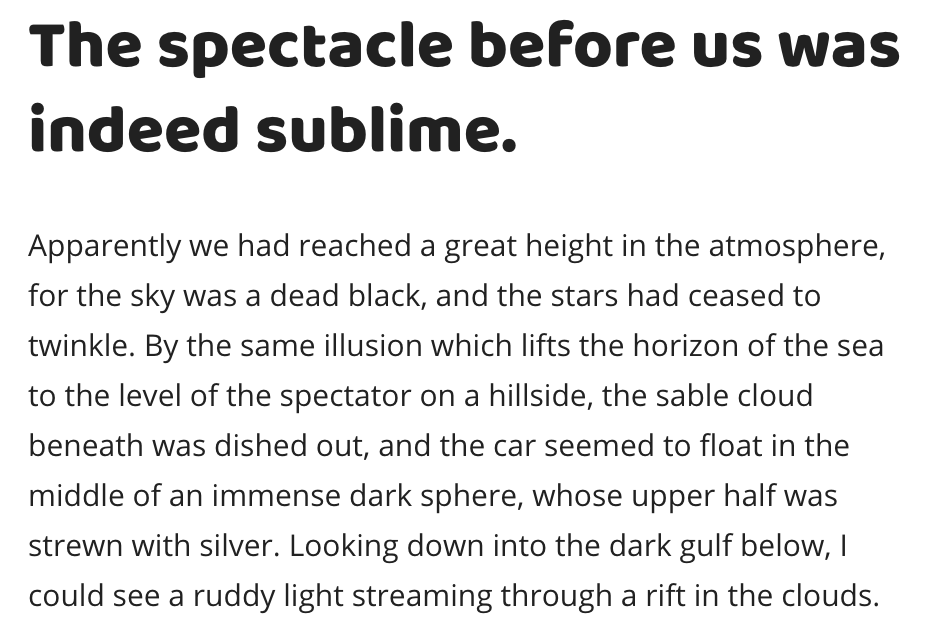 The spectacle before us was
indeed sublime.
Apparently we had reached a great height in the atmosphere,
for the sky was a dead black, and the stars had ceased to
twinkle. By the same illusion which lifts the horizon of the sea
to the level of the spectator on a hillside, the sable cloud
beneath was dished out, and the car seemed to float in the
middle of an immense dark sphere, whose upper half was
strewn with silver. Looking down into the dark gulf below, I
could see a ruddy light streaming through a rift in the clouds.